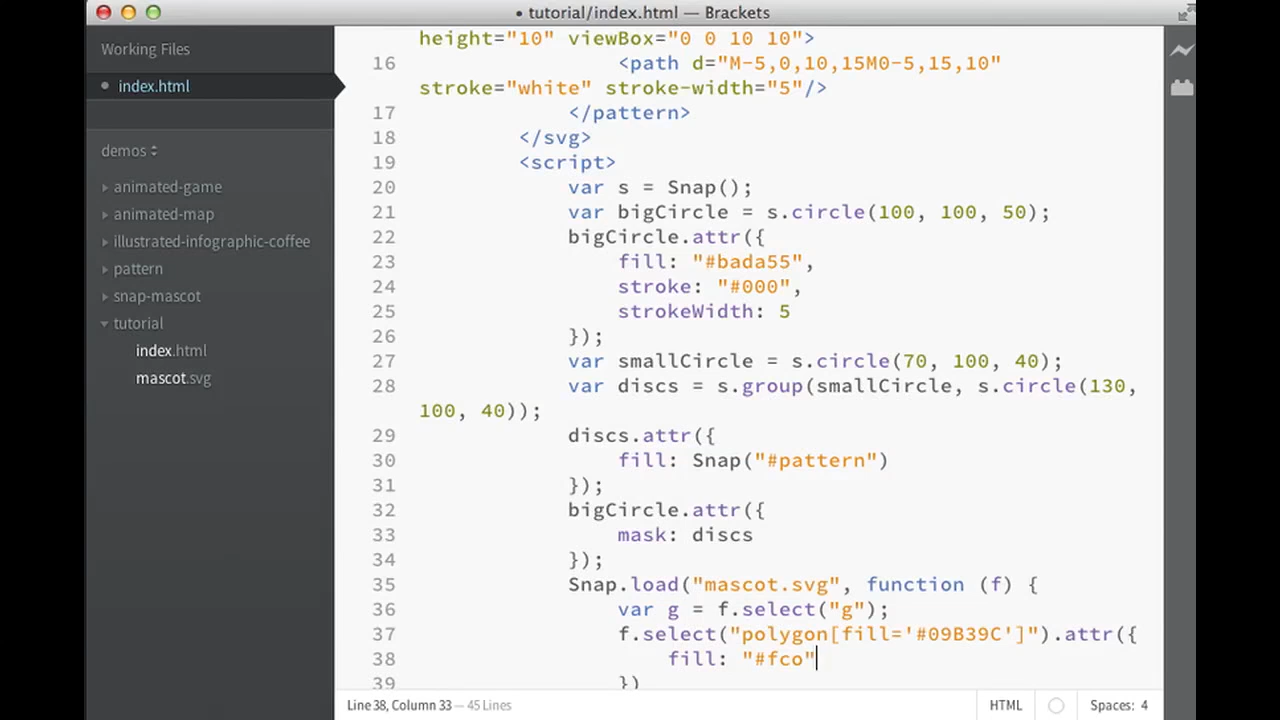 • tutorial/index.html — Brackets
Working Files
index.html
demos
animated-game
animated-map
illustrated-infographic-coffee
pattern
snap-mascot
tutorial
index.html
mascot.svg
height="10" viewBox="0 0 10 10">
16 <path d="M-5,0,10,15M0-5,15,10"
stroke="white" stroke-width="5"/>
17 </pattern>
18 </svg>
19 <script>
20 var s = Snap();
21 var bigCircle = s.circle(100, 100, 50);
22 bigCircle.attr({
23 fill: "#bada55",
24 stroke: "#000",
25 strokeWidth: 5
26 });
27 var smallCircle = s.circle(70, 100, 40);
28 var discs = s.group(smallCircle, s.circle(130,
100, 40));
29 discs.attr({
30 fill: Snap("#pattern")
31 });
32 bigCircle.attr({
33 mask: discs
34 });
35 Snap.load("mascot.svg", function (f) {
36 var g = f.select("g");
37 f.select("polygon[fill='#09B39C']").attr({
38 fill: "#fco"
39 })
Line 38, Column 33 — 45 Lines
HTML
Spaces: 4